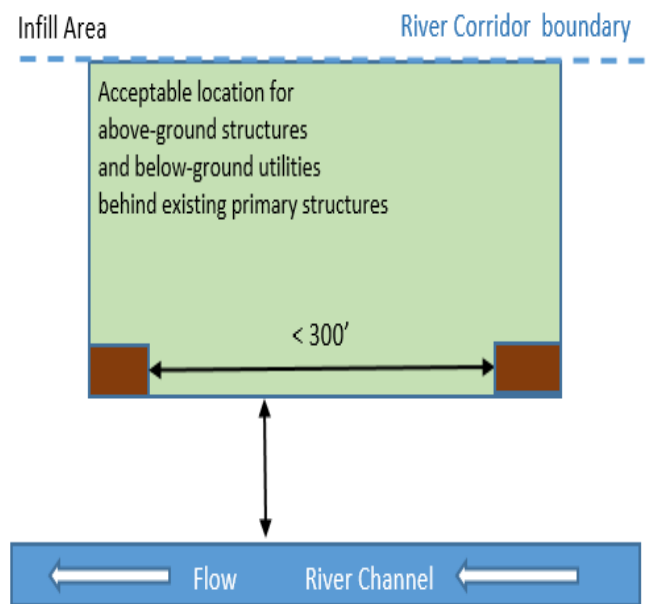 Infill Area
River Corridor boundary
Acceptable location for
above-ground structures
and below-ground utilities
behind existing primary structures
< 300’
Flow
River Channel